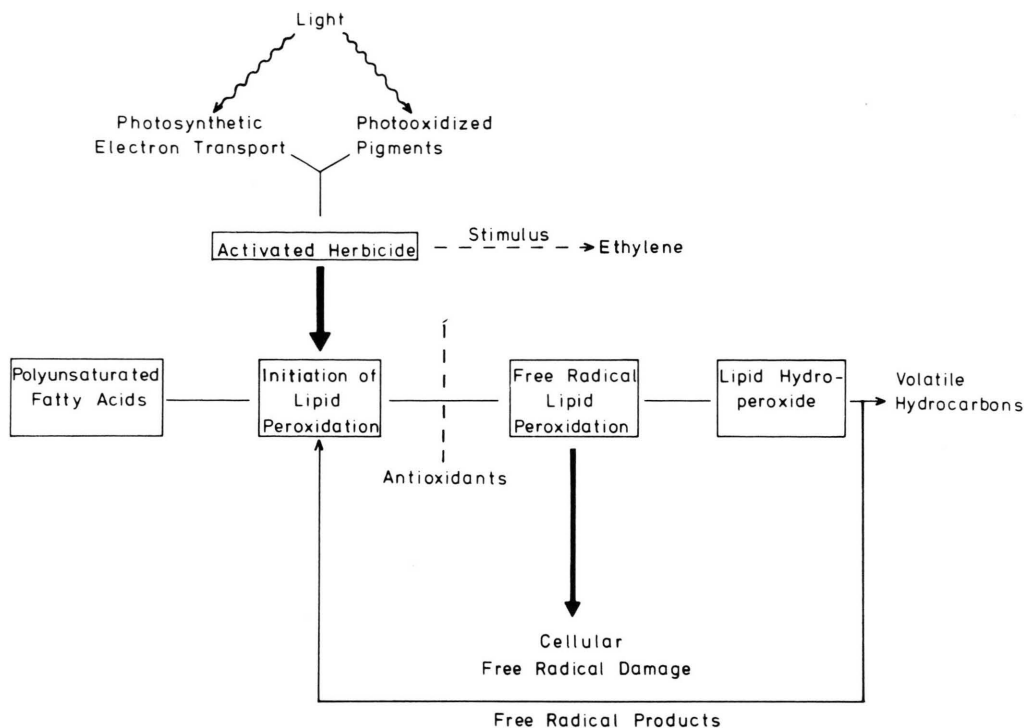 Light
Photosynthetic
Electron Transport
Photooxidized
Pigments
Activated Herbicide
Stimulus
Ethylene
Polyunsaturated
Fatty Acids
Initiation of
Lipid
Peroxidation
Antioxidants
Free Radical
Lipid
Peroxidation
Lipid Hydro-
peroxide
Volatile
Hydrocarbons
Cellular
Free Radical Damage
Free Radical Products